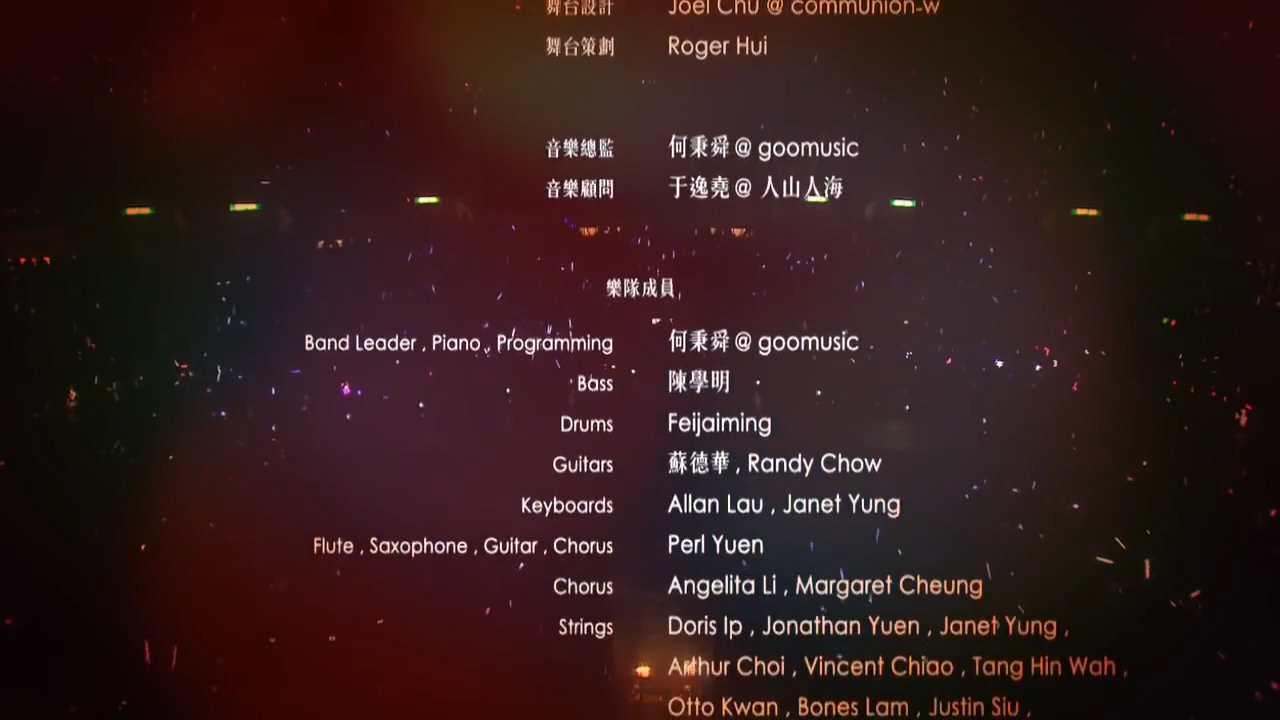 舞台設計 Joel Chu @ communion-w
舞台策劃 Roger Hui
音樂總監 何秉舜 @ goomusic
音樂顧問 于逸堯 @ 人山人海
樂隊成員
Band Leader , Piano , Programming 何秉舜 @ goomusic
Bass 陳學明
Drums Feijaiming
Guitars 蘇德華 , Randy Chow
Keyboards Allan Lau , Janet Yung
Flute , Saxophone , Guitar , Chorus Perl Yuen
Chorus Angelita Li , Margaret Cheung
Strings Doris Ip , Jonathan Yuen , Janet Yung ,
Arthur Choi , Vincent Chiao , Tang Hin Wah ,
Otto Kwan , Bones Lam , Justin Siu ,